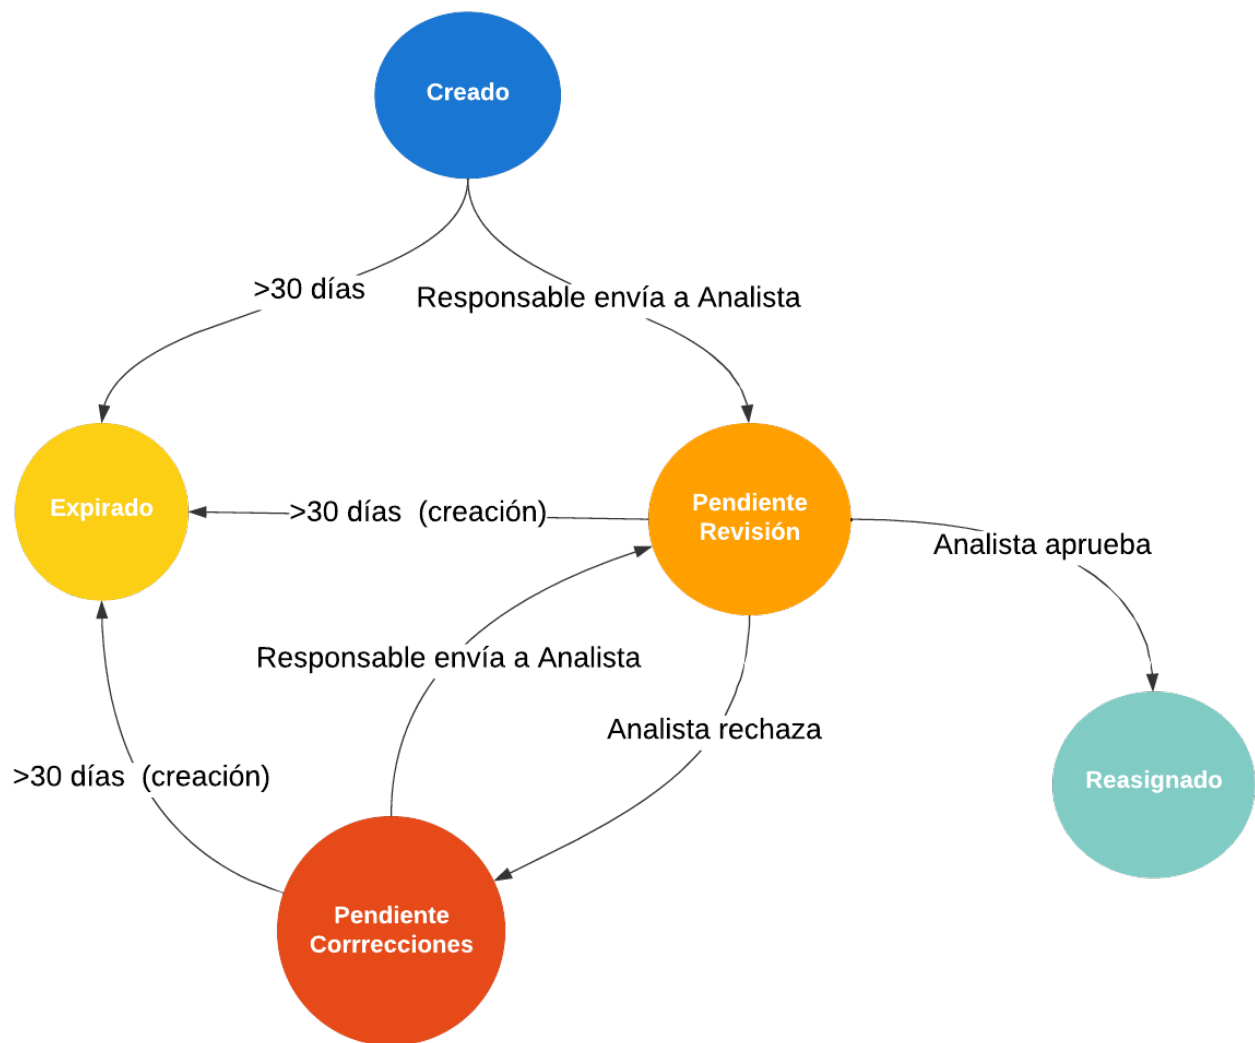 Creado
>30 días
Responsable envía a Analista
Expirado
>30 días  (creación)
Pendiente
Revisión
Analista aprueba
Responsable envía a Analista
Analista rechaza
>30 días  (creación)
Reasignado
Pendiente
Corrrecciones